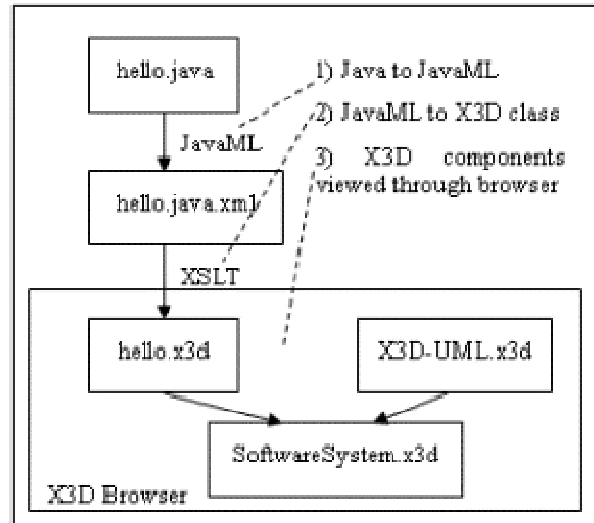 hello.java
1) Java to JavaML
2) JavaML to X3D class
3) X3D components
viewed through browser
JavaML
hello.java.xml
XSLT
hello.x3d
X3D-UML.x3d
SoftwareSystem.x3d
X3D Browser